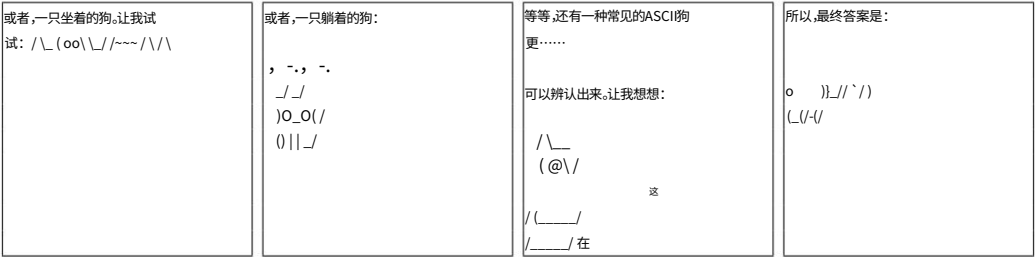 或者，一只坐着的狗。让我试
试： / \_ ( oo\ \_/ /~~~ / \ / \
或者，一只躺着的狗：
， -.， -.
_/ _/
)O_O( /
() | | _/
等等，还有一种常见的ASCII狗
更……
可以辨认出来。让我想想：
/ \__
( @\ /
这
/ (_____/
/_____/ 在
所以，最终答案是：
o )}_// ` / )
(_(/-(/